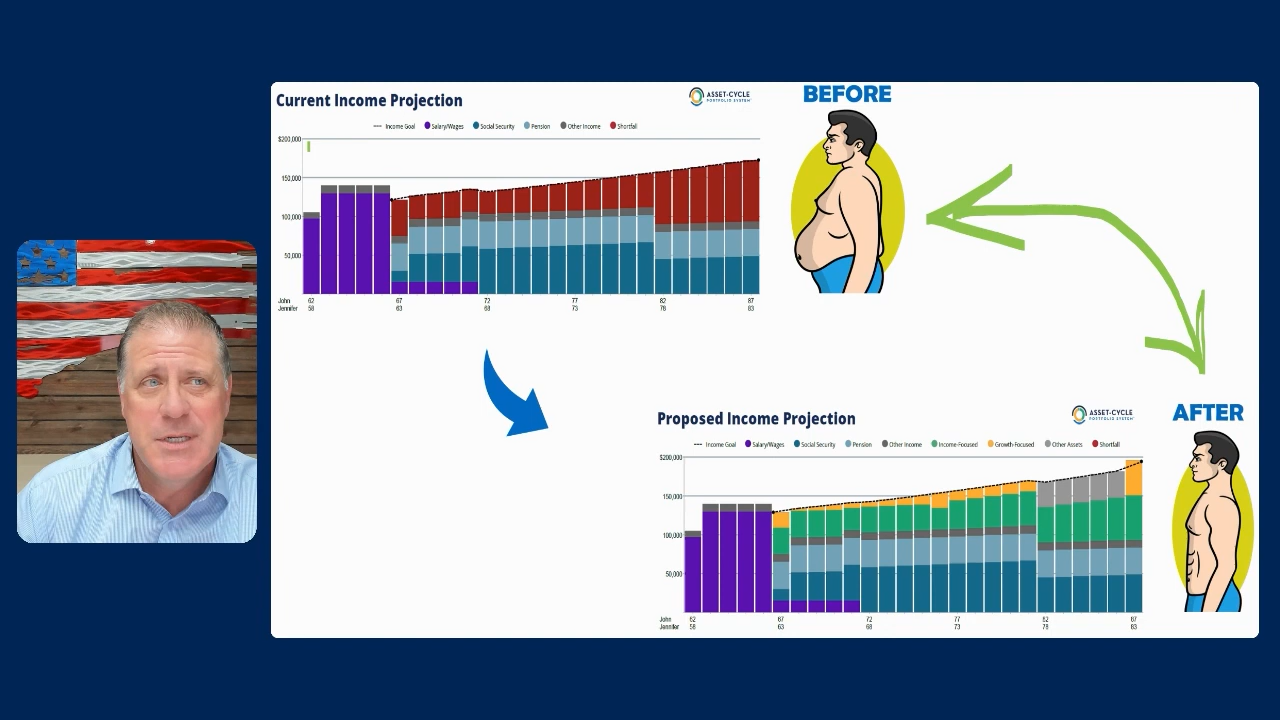 Current Income Projection
ASSET-CYCLE
PORTFOLIO SYSTEM
BEFORE
Income Goal Salary/Wages Social Security Pension Other Income Shortfall
$200,000
150,000
100,000
50,000
John 62 67 72 77 82 87
Jennifer 58 63 68 73 78 83
Proposed Income Projection
ASSET-CYCLE
PORTFOLIO SYSTEM
AFTER
Income Goal Salary/Wages Social Security Pension Other Income Income-Focused Growth-Focused Other Assets Shortfall
$200,000
150,000
100,000
50,000
John 62 67 72 77 82 87
Jennifer 58 63 68 73 78 83